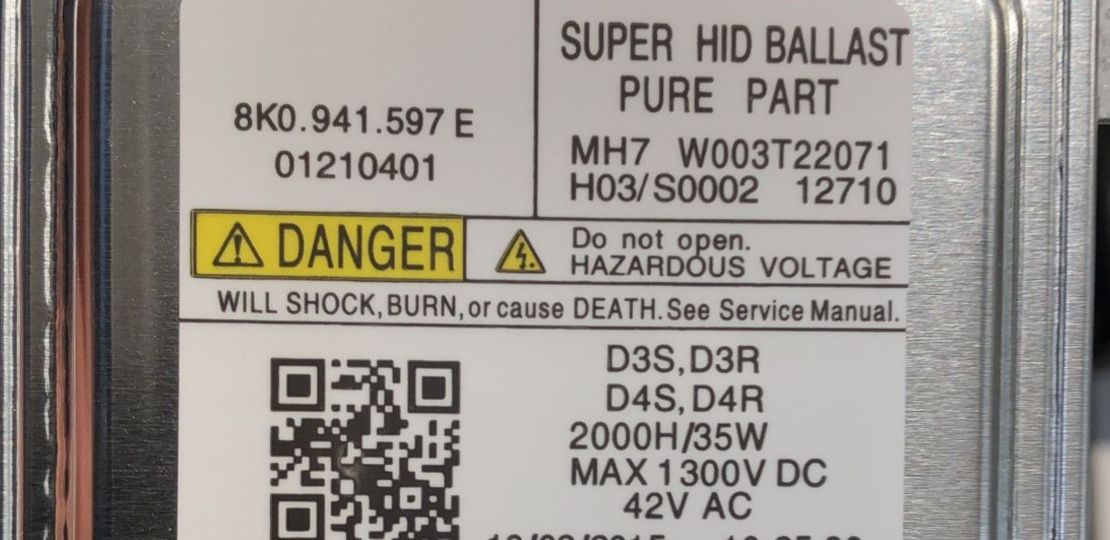 8K0.941.597 E
01210401
SUPER HID BALLAST
PURE PART
MH7 W003T22071
H03/S0002 12710
DANGER
Do not open.
HAZARDOUS VOLTAGE
WILL SHOCK, BURN, or cause DEATH. See Service Manual.
D3S, D3R
D4S, D4R
2000H/35W
MAX 1300V DC
42V AC